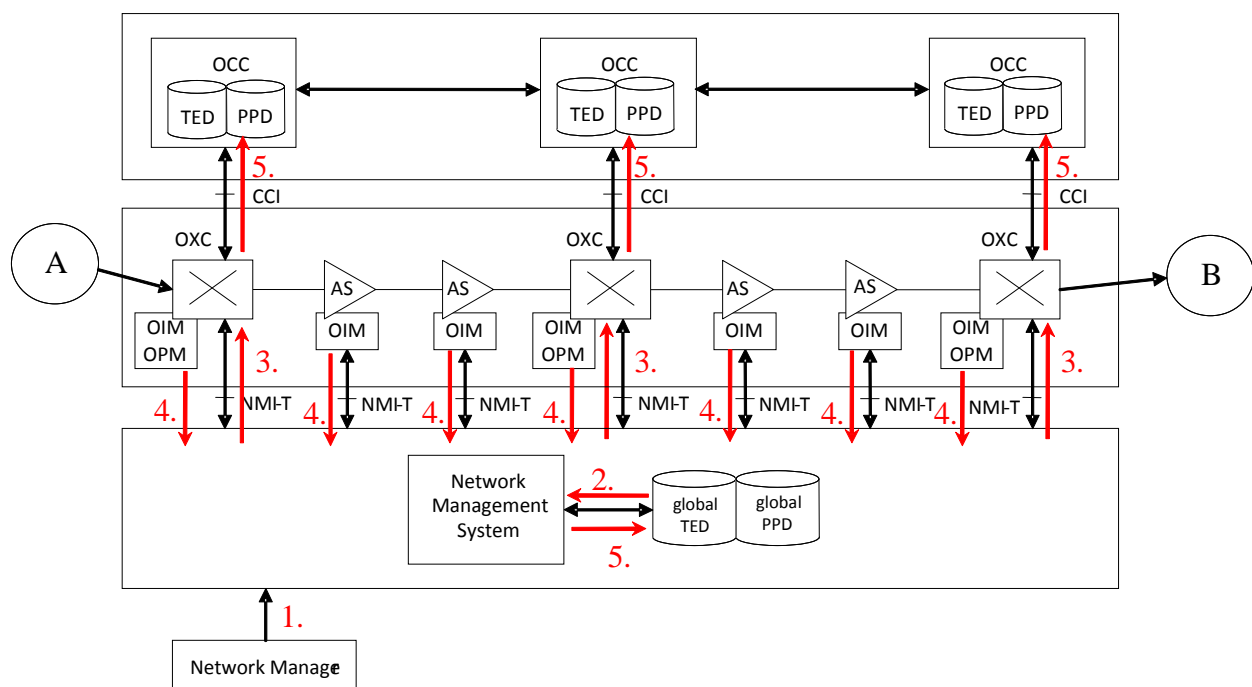 OCC
OCC
OCC
TED
PPD
TED
PPD
TED
PPD
5.
5.
5.
CCI
CCI
CCI
OXC
OXC
OXC
A
B
AS
AS
AS
AS
OIM
OPM
OIM
OIM
OIM
OPM
OIM
OIM
OIM
OPM
3.
3.
3.
4.
NMI-T
4.
NMI-T
4.
NMI-T
4.
NMI-T
4.
NMI-T
4.
NMI-T
4.
NMI-T
Network
Management
System
2.
5.
global
TED
global
PPD
1.
Network Manager